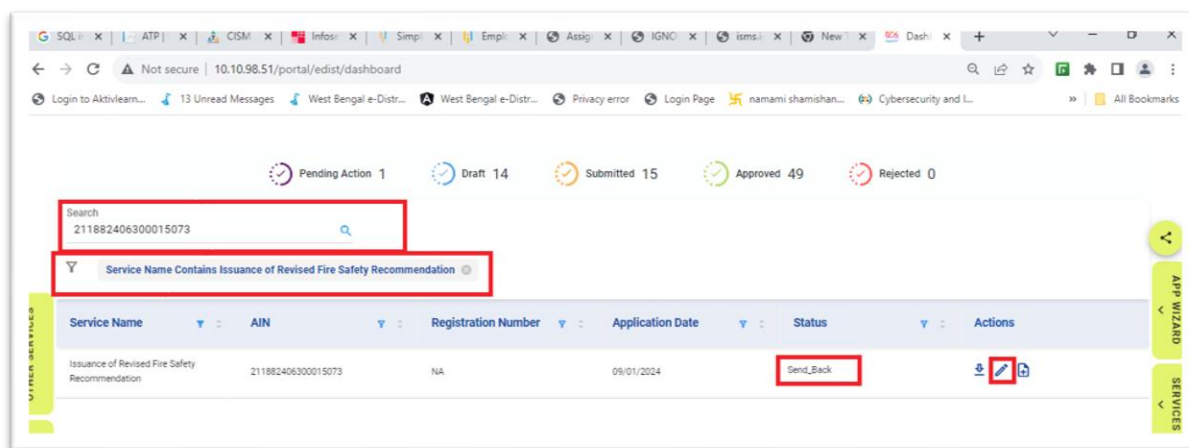 SQL in ATP | CISM Infose Simpl Emplo Assig IGNO isms.i New T Dash
Not secure | 10.10.98.51/portal/edist/dashboard
Login to Aktivlearn... 13 Unread Messages West Bengal e-Distr... West Bengal e-Distr... Privacy error Login Page namami shamishan... Cybersecurity and I... » All Bookmarks
Pending Action 1 Draft 14 Submitted 15 Approved 49 Rejected 0
Search
211882406300015073
Service Name Contains Issuance of Revised Fire Safety Recommendation
Service Name AIN Registration Number Application Date Status Actions
Issuance of Revised Fire Safety
Recommendation
211882406300015073 NA 09/01/2024 Send_Back
OTHER SERVICES
APP WIZARD
SERVICES